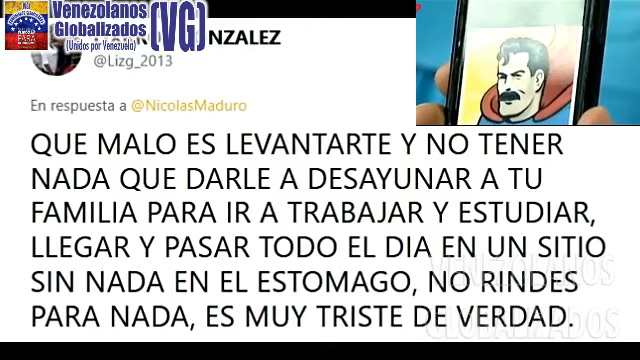 Venezolanos
Globalizados
(Unidos por Venezuela)
(VG)
NZALEZ
@Lizg_2013
En respuesta a @NicolasMaduro
QUE MALO ES LEVANTARTE Y NO TENER
NADA QUE DARLE A DESAYUNAR A TU
FAMILIA PARA IR A TRABAJAR Y ESTUDIAR,
LLEGAR Y PASAR TODO EL DIA EN UN SITIO
SIN NADA EN EL ESTOMAGO, NO RINDES
PARA NADA, ES MUY TRISTE DE VERDAD.
VENEZOLANOS
GLOBALIZADOS